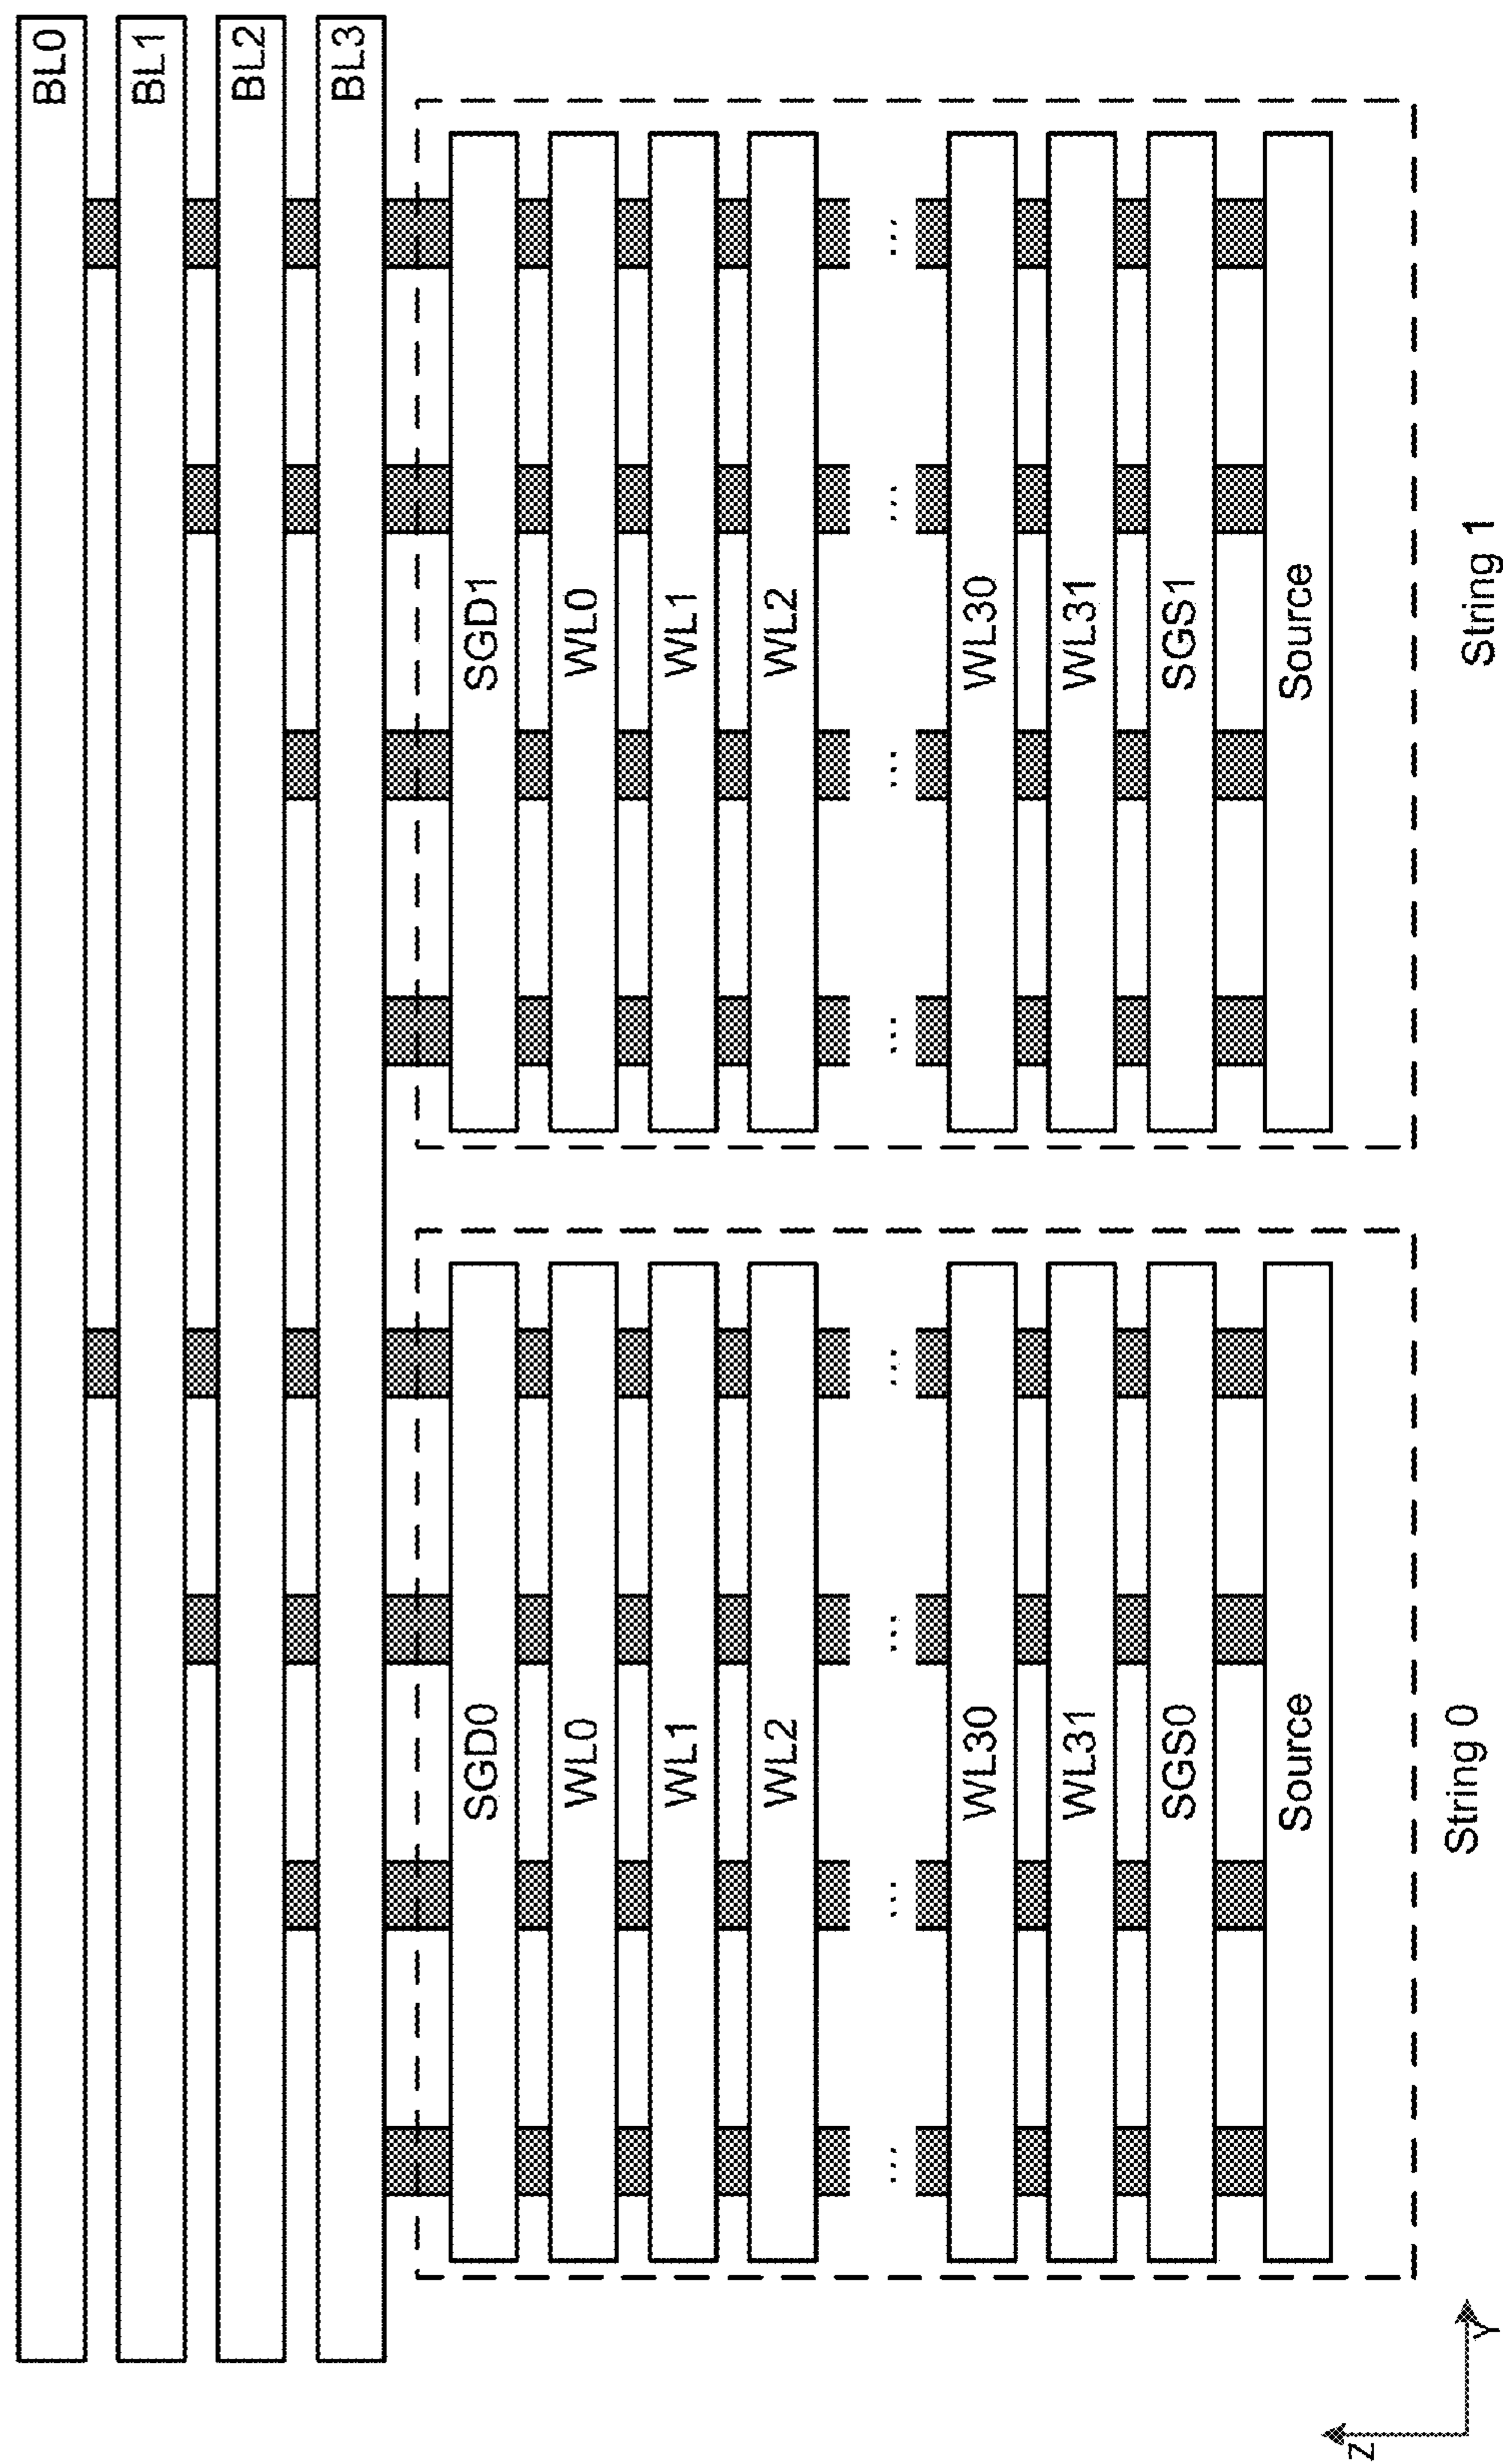 BL0
BL1
BL2
BL3
SGD0
SGD1
WL0
WL0
WL1
WL1
WL2
WL2
... ... ... ... ... ... ... ...
WL30
WL30
WL31
WL31
SGS0
SGS1
Source
Source
String 0
String 1
Z
Y